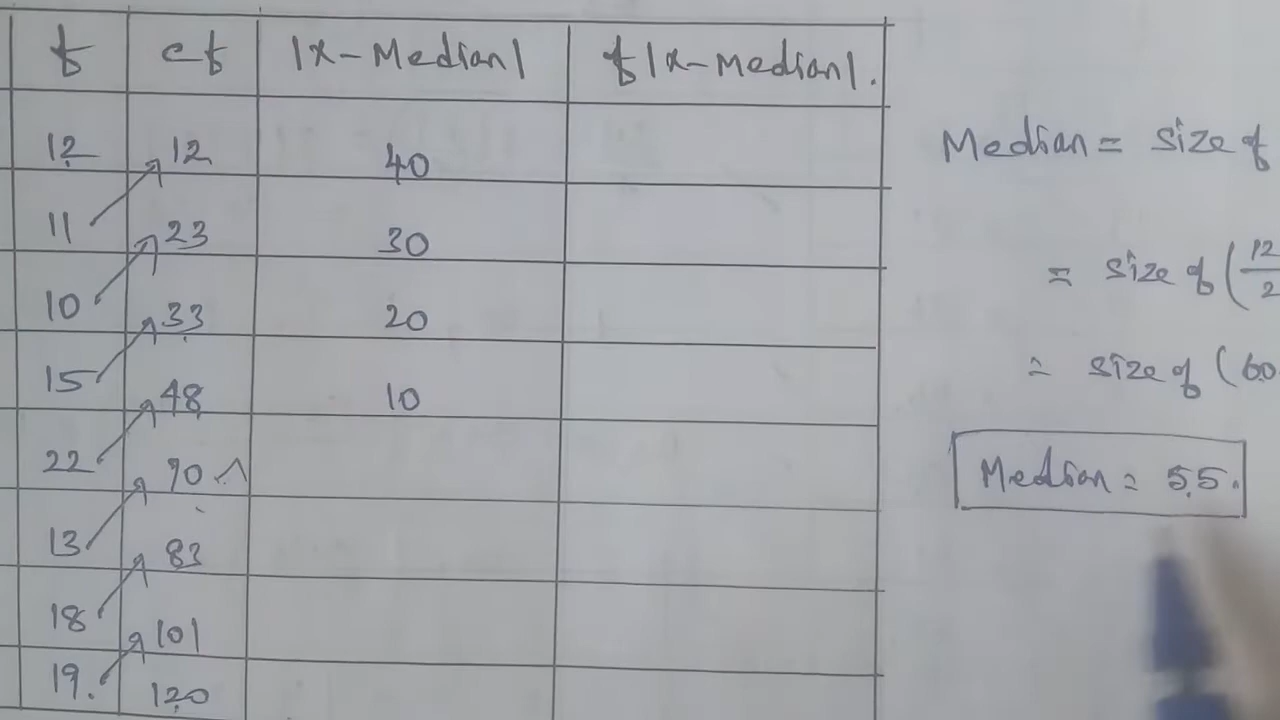 f cf |x-Median| f|x-Median|.
12 12 40
11 23 30
10 33 20
15 48 10
22 70
13 83
18 101
19. 120
Median = size of
= size of (12/2
= size of (60
Median = 55.